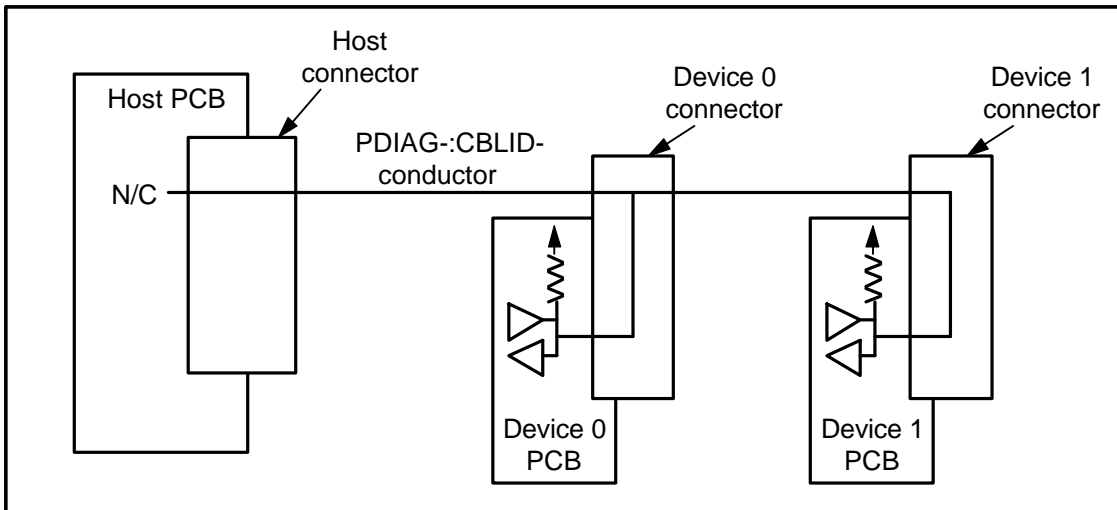 Host
connector
Host PCB
Device 0
connector
Device 1
connector
PDIAG-:CBLID-
conductor
N/C
Device 0
PCB
Device 1
PCB